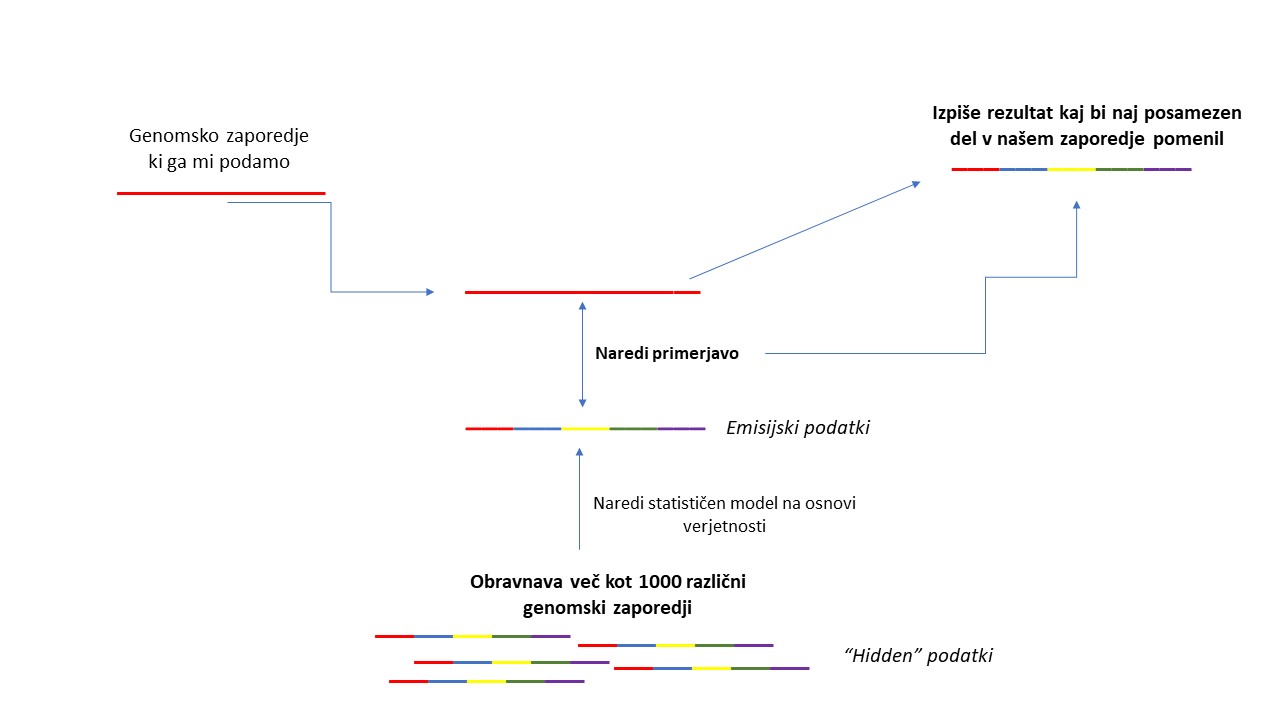 Genomsko zaporedje
ki ga mi podamo
Izpiše rezultat kaj bi naj posamezen
del v našem zaporedje pomenil
Naredi primerjavo
Emisijski podatki
Naredi statističen model na osnovi
verjetnosti
Obravnava več kot 1000 različni
genomski zaporedji
“Hidden” podatki